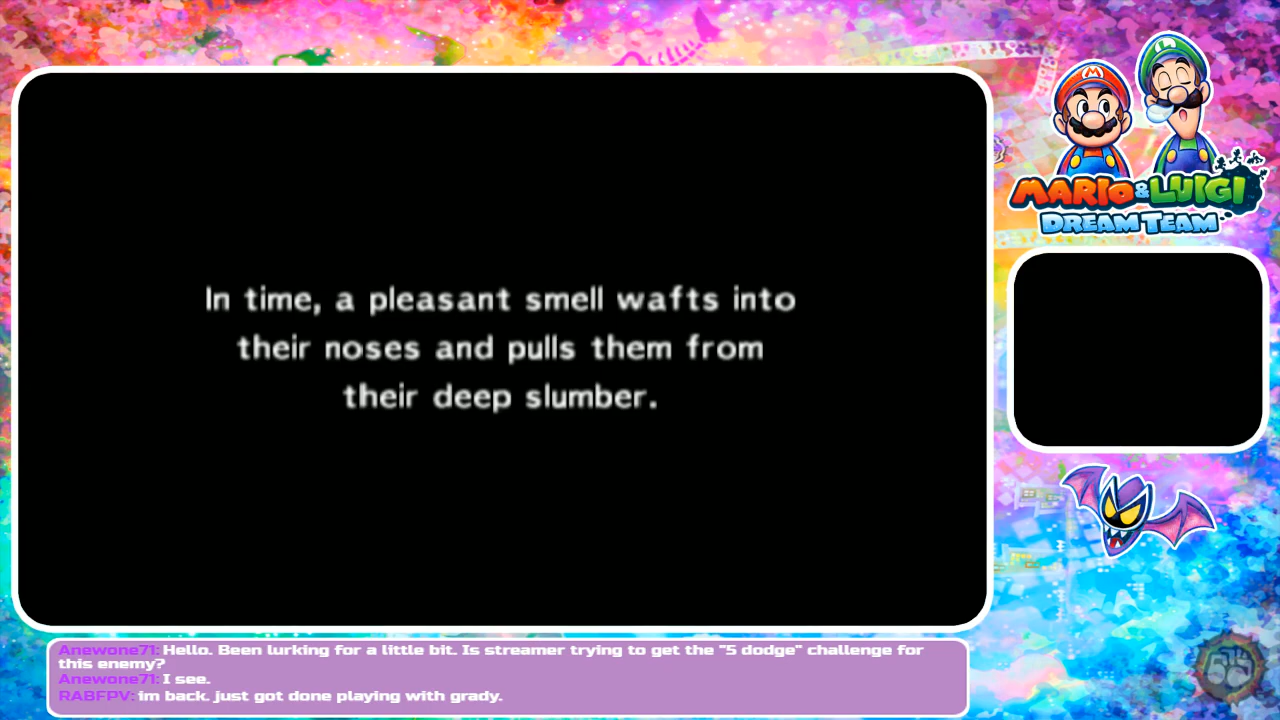 In time, a pleasant smell wafts into
their noses and pulls them from
their deep slumber.
MARIO & LUIGI
DREAM TEAM
Anewone71: Hello. Been lurking for a little bit. Is streamer trying to get the "5 dodge" challenge for
this enemy?
Anewone71: I see.
RABFPV: im back. just got done playing with grady.